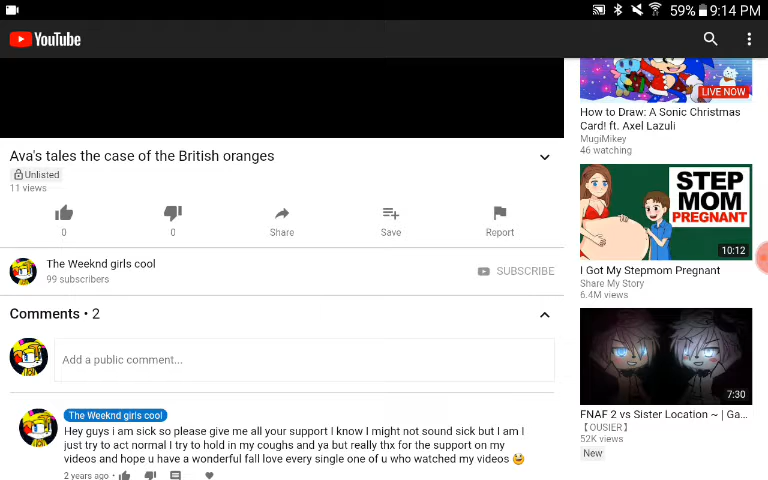 59% 9:14 PM
YouTube
LIVE NOW
How to Draw: A Sonic Christmas
Card! ft. Axel Lazuli
MugiMikey
46 watching
Ava's tales the case of the British oranges
Unlisted
11 views
0
0
Share
Save
Report
The Weeknd girls cool
99 subscribers
SUBSCRIBE
STEP
MOM
PREGNANT
10:12
I Got My Stepmom Pregnant
Share My Story
6.4M views
Comments • 2
Add a public comment...
The Weeknd girls cool
Hey guys i am sick so please give me all your support I know I might not sound sick but I am I
just try to act normal I try to hold in my coughs and ya but really thx for the support on my
videos and hope u have a wonderful fall love every single one of u who watched my videos 😅
2 years ago •
7:30
FNAF 2 vs Sister Location ~ | Ga...
【OUSIER】
52K views
New